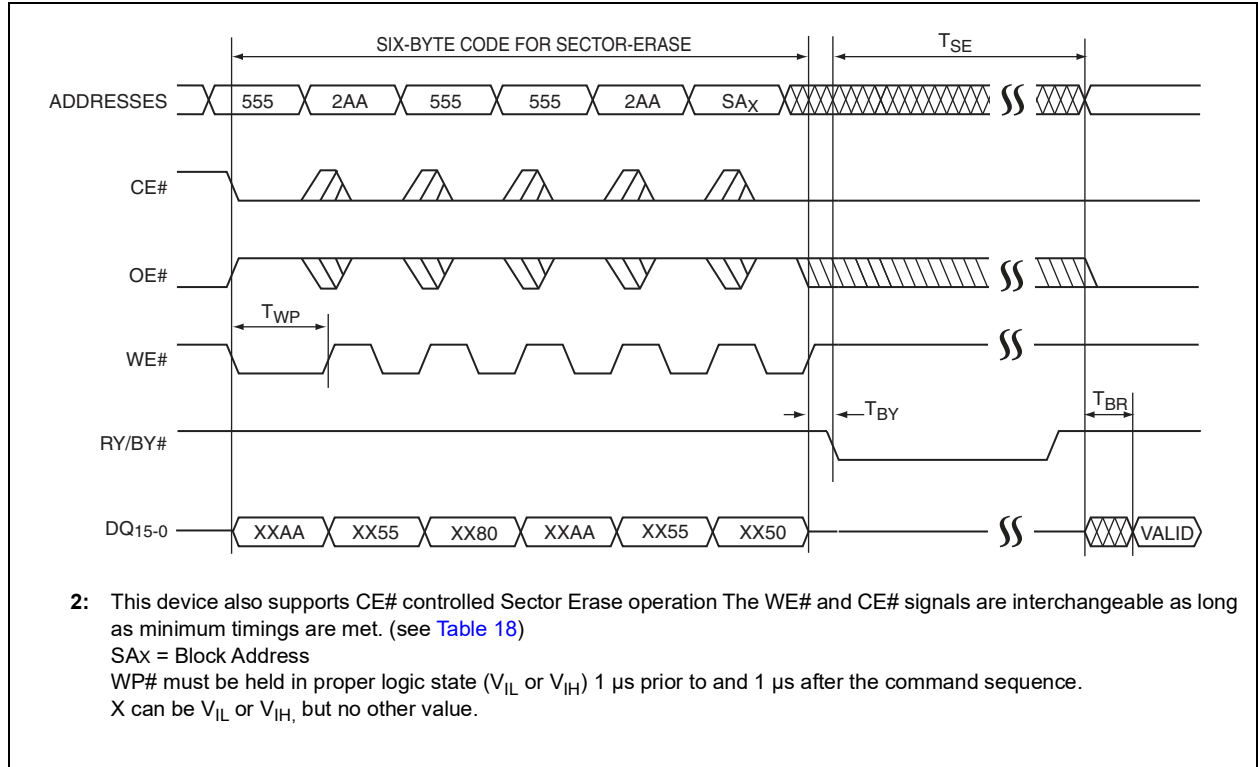 SIX-BYTE CODE FOR SECTOR-ERASE TSE
ADDRESSES 555 2AA 555 555 2AA SAX
CE#
OE#
TWP
WE#
TBY TBR
RY/BY#
DQ15-0 XXAA XX55 XX80 XXAA XX55 XX50 VALID
2: This device also supports CE# controlled Sector Erase operation The WE# and CE# signals are interchangeable as long
as minimum timings are met. (see Table 18)
SAX = Block Address
WP# must be held in proper logic state (VIL or VIH) 1 µs prior to and 1 µs after the command sequence.
X can be VIL or VIH, but no other value.